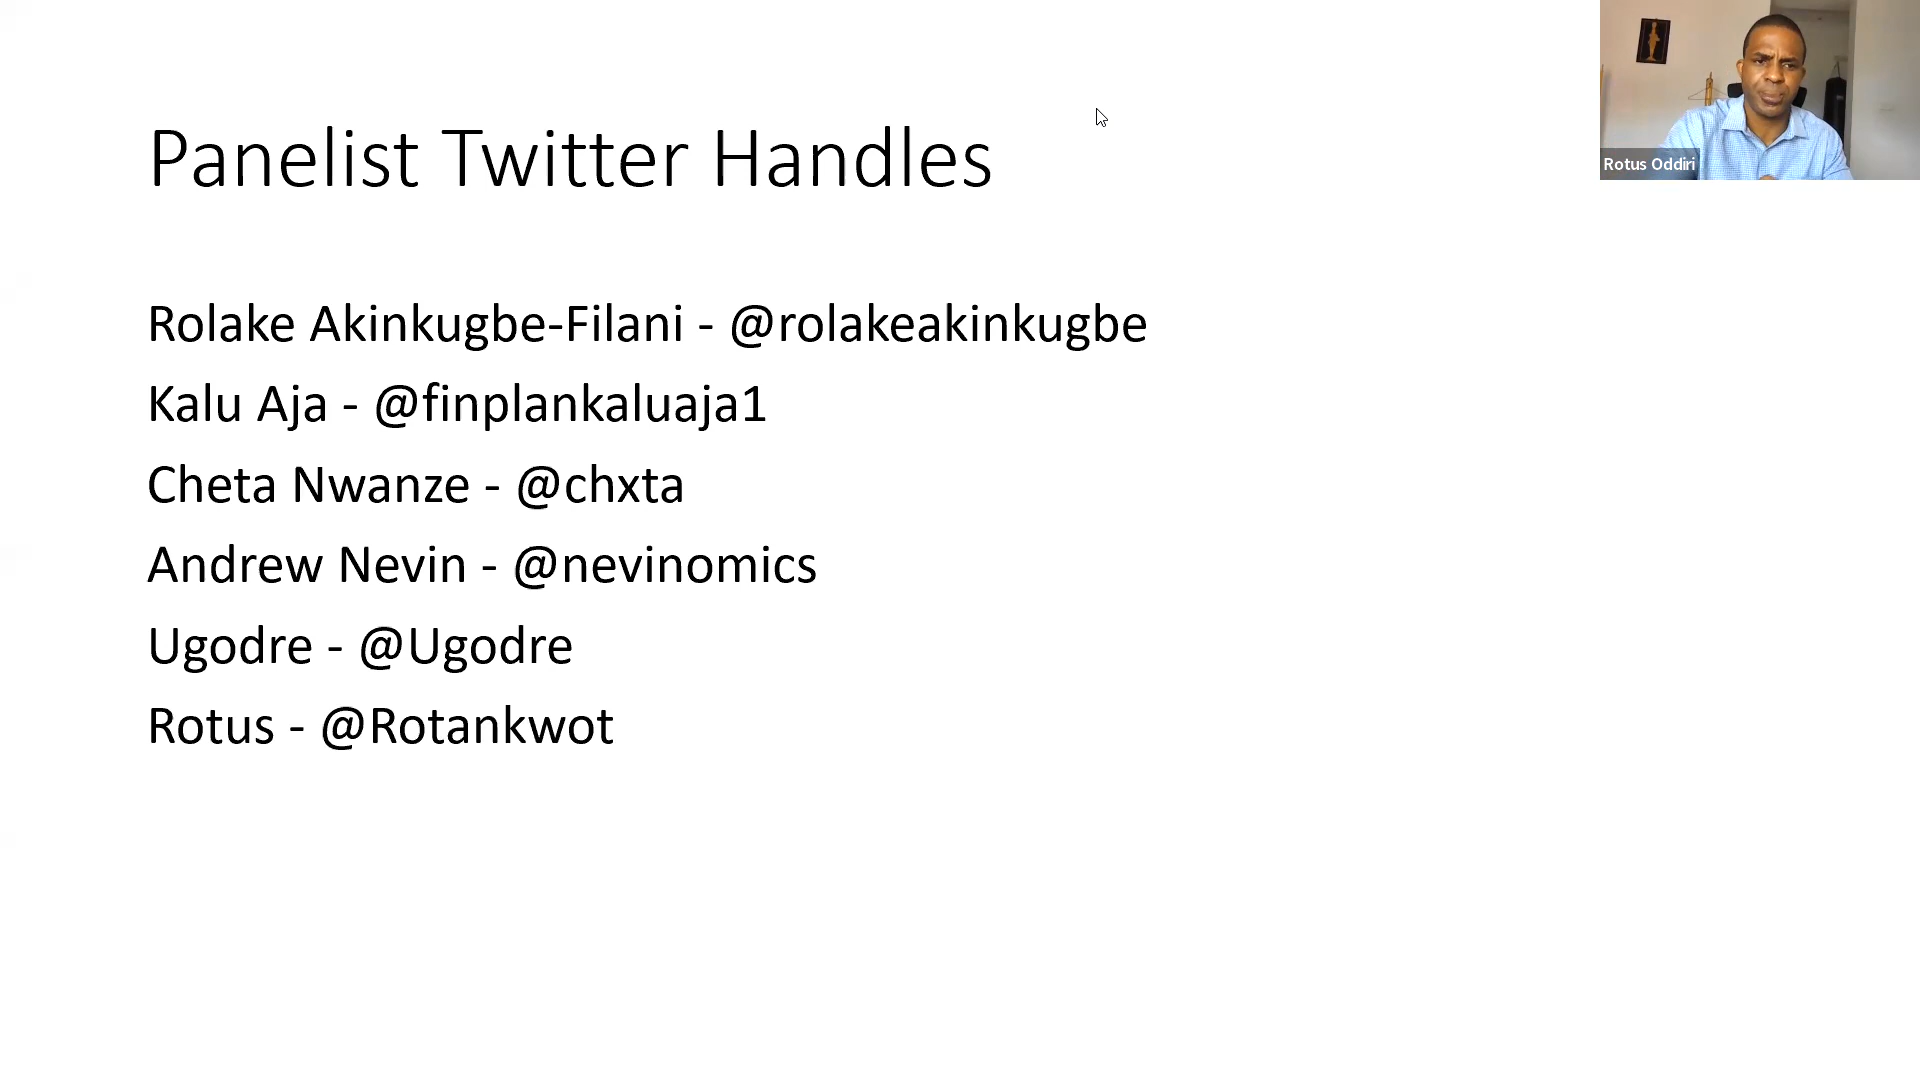 Panelist Twitter Handles
Rotus Oddiri
Rolake Akinkugbe-Filani - @rolakeakinkugbe
Kalu Aja - @finplankaluaja1
Cheta Nwanze - @chxta
Andrew Nevin - @nevinomics
Ugodre - @Ugodre
Rotus - @Rotankwot